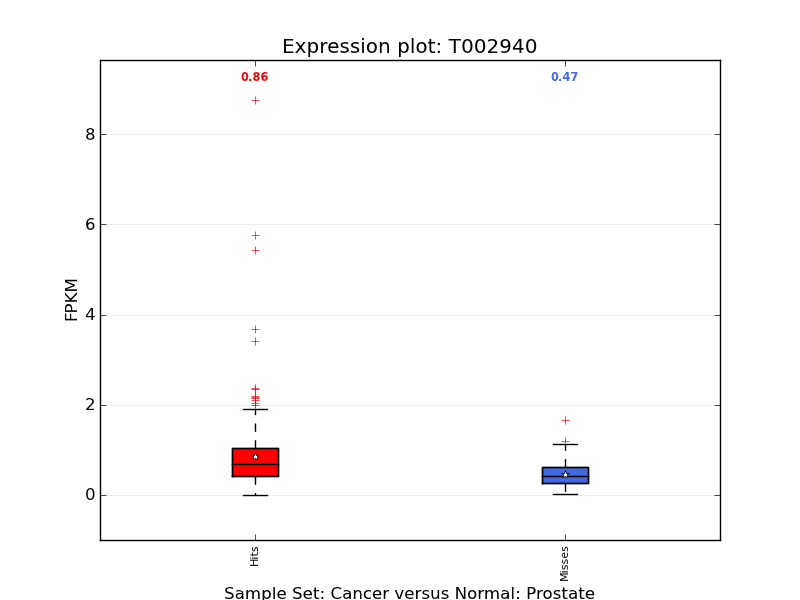 Expression plot: T002940
0.86 0.47
8
6
4
2
0
FPKM
Hits Misses
Sample Set: Cancer versus Normal: Prostate